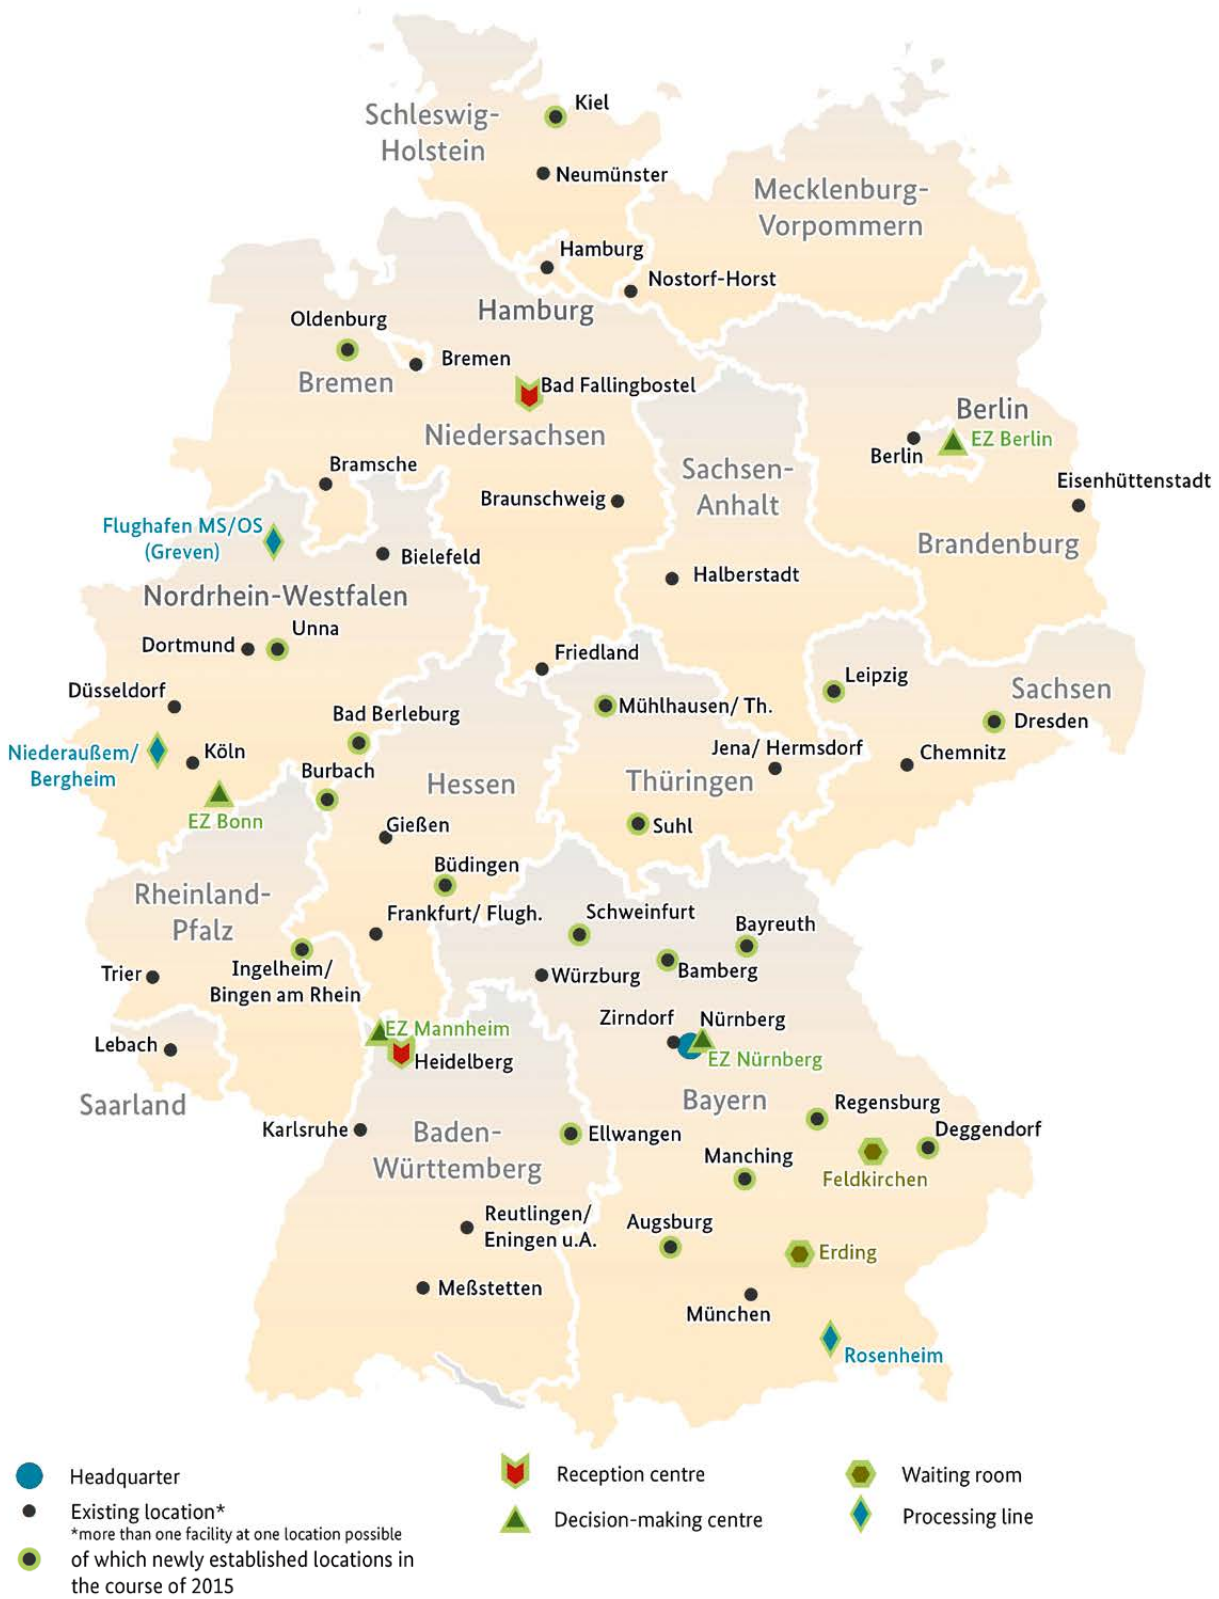 Kiel
Schleswig-
Holstein
Neumünster
Mecklenburg-
Vorpommern
Hamburg
Nostorf-Horst
Hamburg
Oldenburg
Bremen
Bremen
Bad Fallingbostel
Niedersachsen
Berlin
EZ Berlin
Berlin
Bramsche
Sachsen-
Anhalt
Eisenhüttenstadt
Braunschweig
Flughafen MS/OS
(Greven)
Brandenburg
Bielefeld
Halberstadt
Nordrhein-Westfalen
Unna
Dortmund
Friedland
Leipzig
Sachsen
Düsseldorf
Mühlhausen/ Th.
Bad Berleburg
Dresden
Niederaußem/
Bergheim
Köln
Jena/ Hermsdorf
Chemnitz
Burbach
Hessen
Thüringen
EZ Bonn
Gießen
Suhl
Büdingen
Rheinland-
Pfalz
Frankfurt/ Flugh.
Schweinfurt
Bayreuth
Trier
Ingelheim/
Bingen am Rhein
Würzburg
Bamberg
Zirndorf
Nürnberg
EZ Mannheim
Lebach
Heidelberg
EZ Nürnberg
Saarland
Bayern
Regensburg
Karlsruhe
Baden-
Württemberg
Ellwangen
Deggendorf
Manching
Feldkirchen
Reutlingen/
Eningen u.A.
Augsburg
Erding
Meßstetten
München
Rosenheim
Headquarter
Existing location*
*more than one facility at one location possible
of which newly established locations in
the course of 2015
Reception centre
Decision-making centre
Waiting room
Processing line